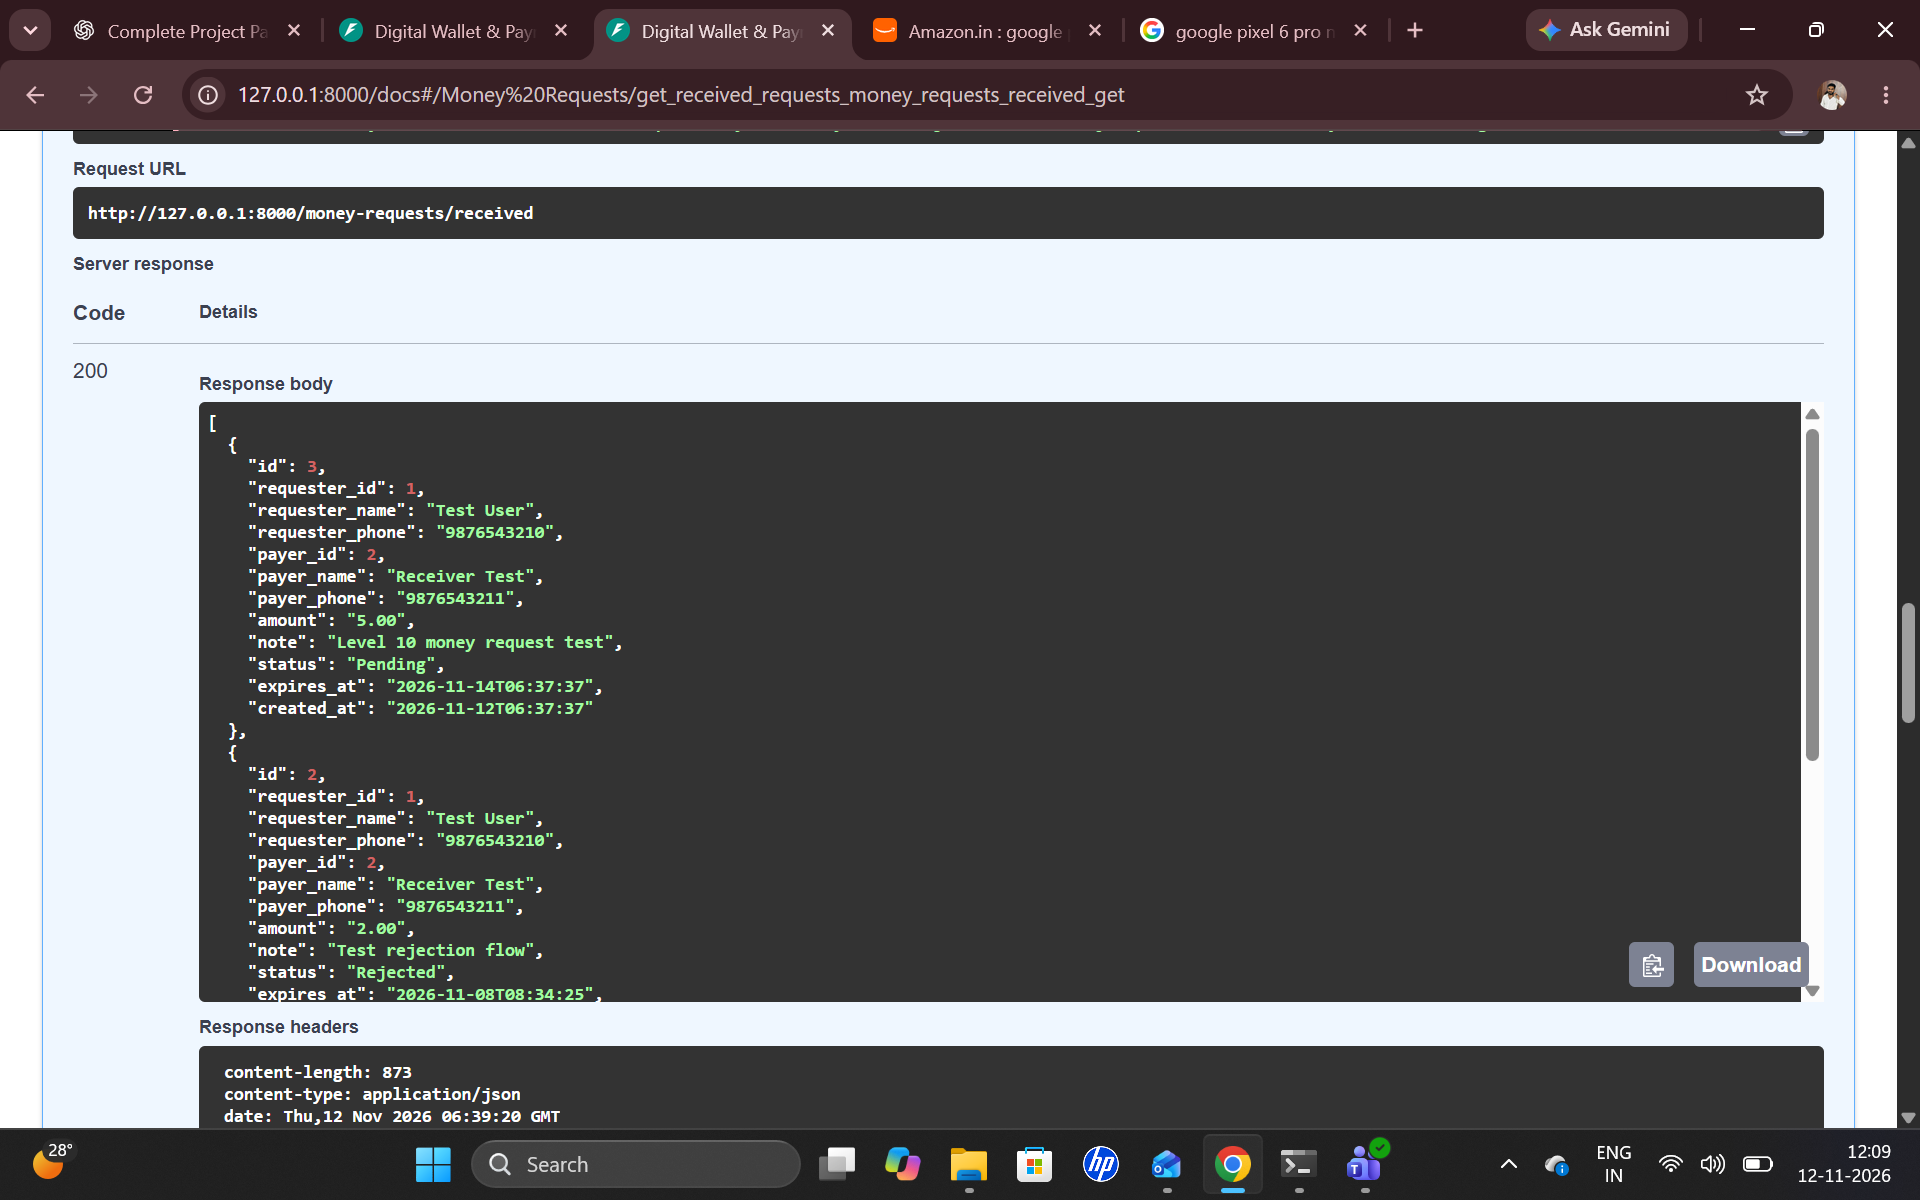 Complete Project Pa
Digital Wallet & Pay
Digital Wallet & Pay
Amazon.in : google
google pixel 6 pro
Ask Gemini
127.0.0.1:8000/docs#/Money%20Requests/get_received_requests_money_requests_received_get
Request URL
http://127.0.0.1:8000/money-requests/received
Server response
Code
Details
200
Response body
[
{
"id": 3,
"requester_id": 1,
"requester_name": "Test User",
"requester_phone": "9876543210",
"payer_id": 2,
"payer_name": "Receiver Test",
"payer_phone": "9876543211",
"amount": "5.00",
"note": "Level 10 money request test",
"status": "Pending",
"expires_at": "2026-11-14T06:37:37",
"created_at": "2026-11-12T06:37:37"
},
{
"id": 2,
"requester_id": 1,
"requester_name": "Test User",
"requester_phone": "9876543210",
"payer_id": 2,
"payer_name": "Receiver Test",
"payer_phone": "9876543211",
"amount": "2.00",
"note": "Test rejection flow",
"status": "Rejected",
"expires_at": "2026-11-08T08:34:25",
Download
Response headers
content-length: 873
content-type: application/json
date: Thu,12 Nov 2026 06:39:20 GMT
28°
Search
hp
ENG
IN
12:09
12-11-2026